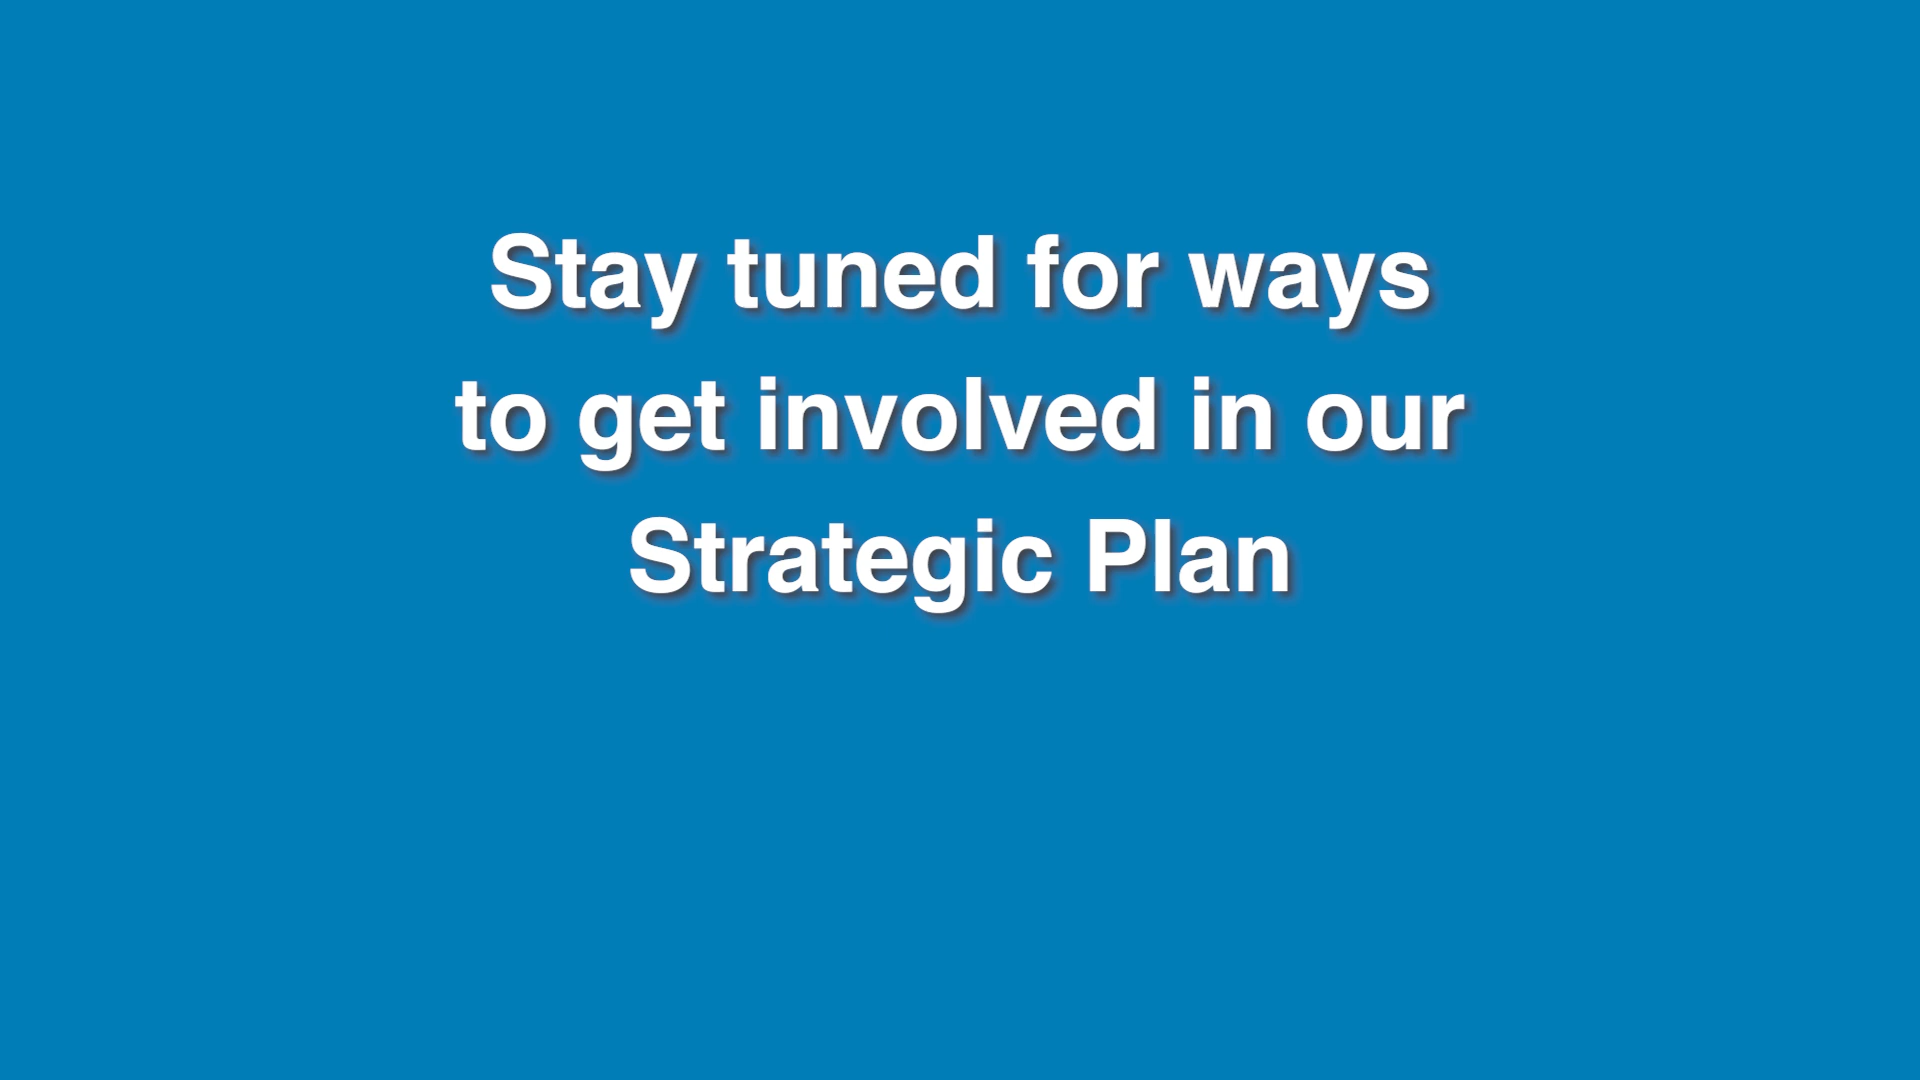 Stay tuned for ways
to get involved in our
Strategic Plan